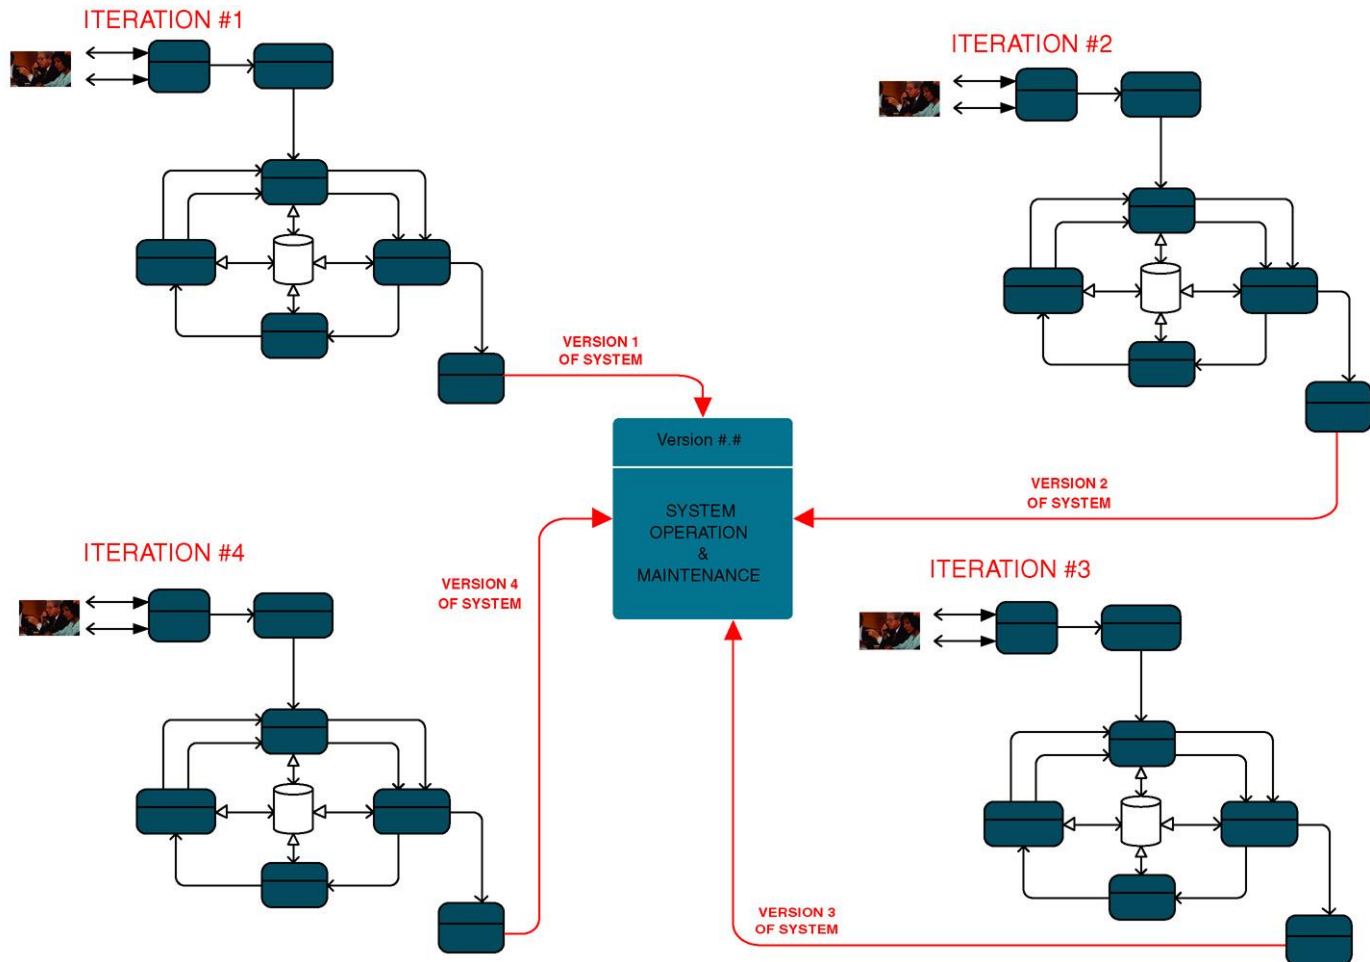 ITERATION #1
ITERATION #2
VERSION 1
OF SYSTEM
Version #.#
SYSTEM
OPERATION
&
MAINTENANCE
VERSION 2
OF SYSTEM
ITERATION #4
VERSION 4
OF SYSTEM
ITERATION #3
VERSION 3
OF SYSTEM